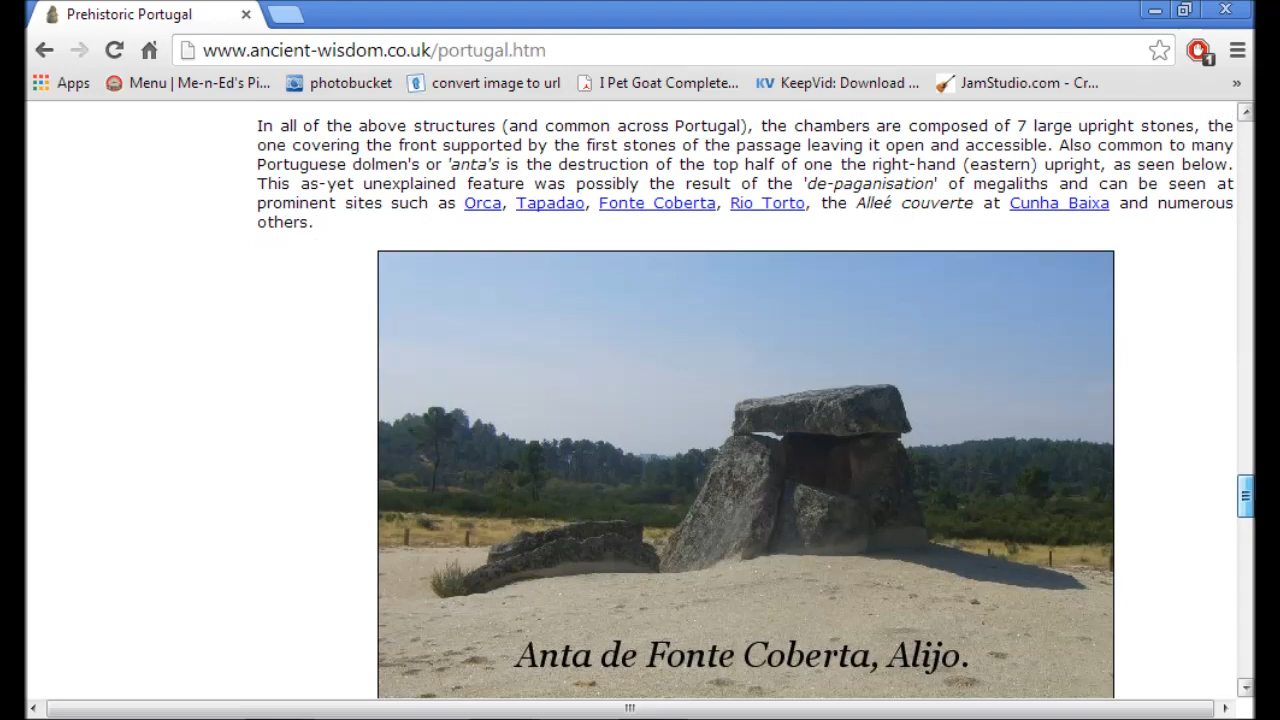 Prehistoric Portugal
www.ancient-wisdom.co.uk/portugal.htm
1
Apps Menu | Me-n-Ed's Pi... photobucket convert image to url I Pet Goat Complete... KV KeepVid: Download ... JamStudio.com - Cr... »
In all of the above structures (and common across Portugal), the chambers are composed of 7 large upright stones, the
one covering the front supported by the first stones of the passage leaving it open and accessible. Also common to many
Portuguese dolmen's or 'anta's is the destruction of the top half of one the right-hand (eastern) upright, as seen below.
This as-yet unexplained feature was possibly the result of the 'de-paganisation' of megaliths and can be seen at
prominent sites such as Orca, Tapadao, Fonte Coberta, Rio Torto, the Alleé couverte at Cunha Baixa and numerous
others.
Anta de Fonte Coberta, Alijo.